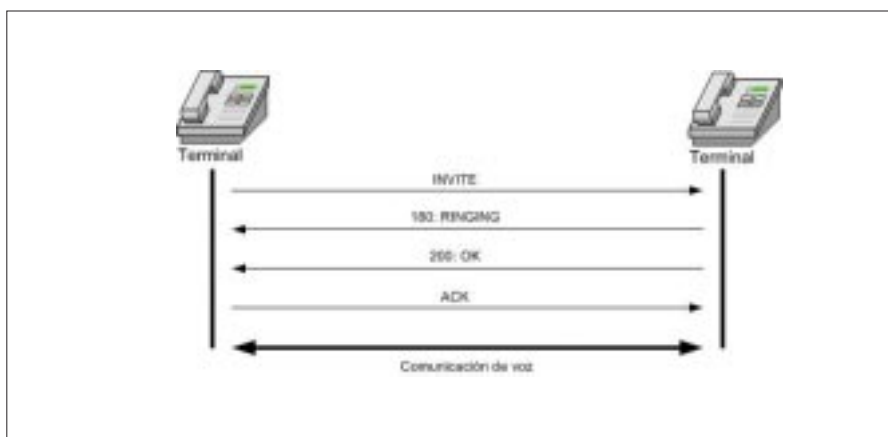 Terminal
Terminal
INVITE
180: RINGING
200: OK
ACK
Comunicación de voz